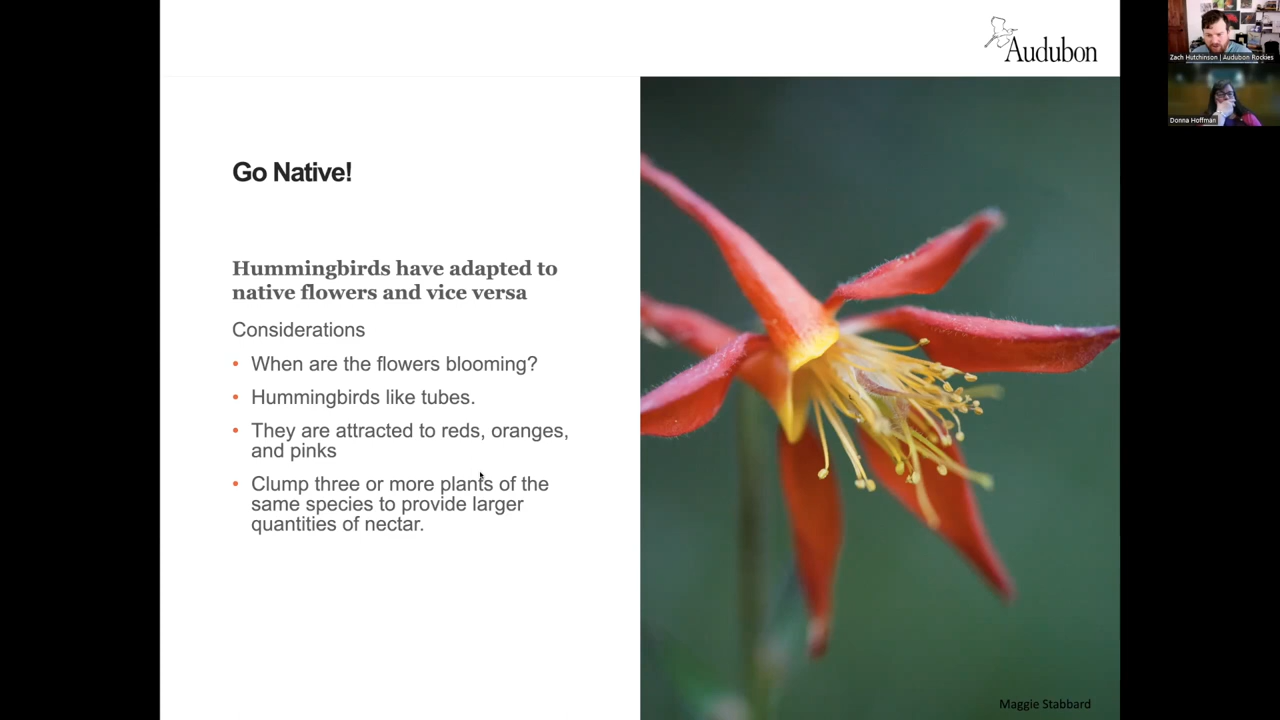 Audubon
Zach Hutchinson | Audubon Rockies
Donna Hoffman
Go Native!
Hummingbirds have adapted to
native flowers and vice versa
Considerations
• When are the flowers blooming?
• Hummingbirds like tubes.
• They are attracted to reds, oranges,
and pinks
• Clump three or more plants of the
same species to provide larger
quantities of nectar.
Maggie Stabbard